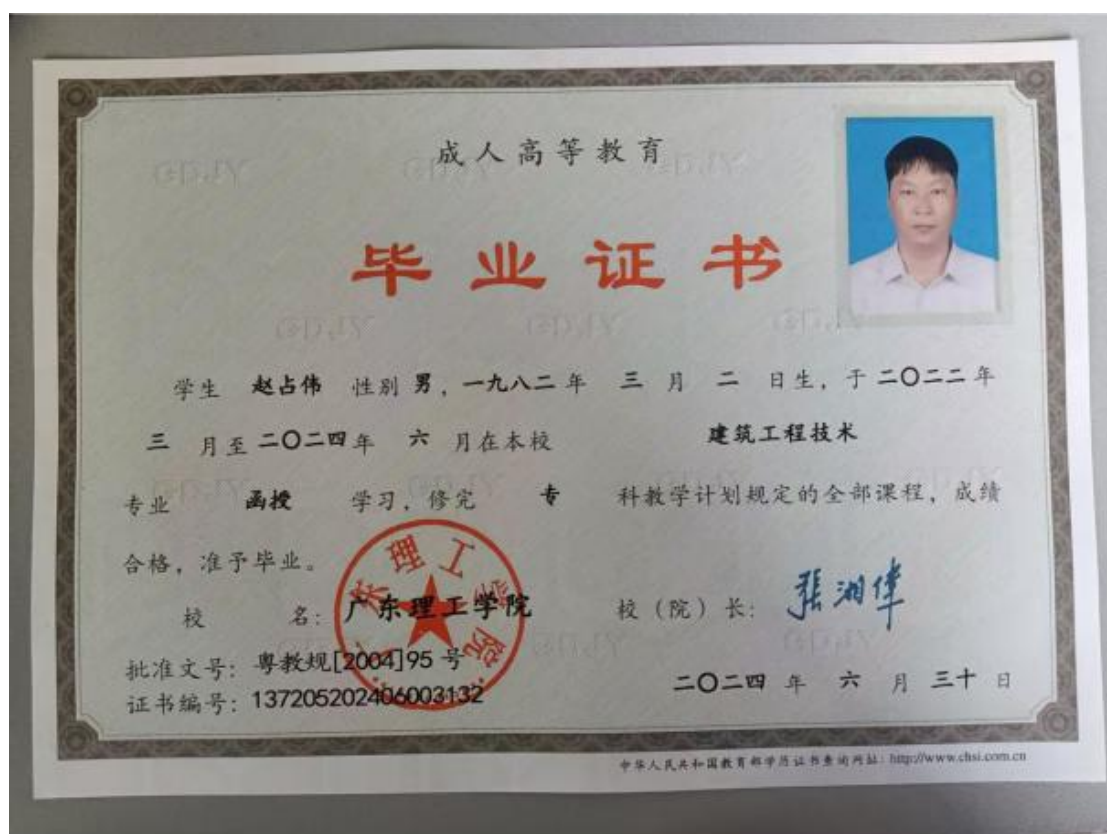 成人高等教育
毕业证书
学生 赵占伟 性别 男，一九八二年 三 月 二 日生，于二〇二二年
三 月至二〇二四年 六 月在本校 建筑工程技术
专业 函授 学习，修完 专 科教学计划规定的全部课程，成绩
合格，准予毕业。
校 名：广东理工学院 校（院）长：张湘伟
批准文号：粤教规[2004]95 号
证书编号：137205202406003132
二〇二四 年 六 月 三十 日
中华人民共和国教育部学历证书查询网址：http://www.chsi.com.cn